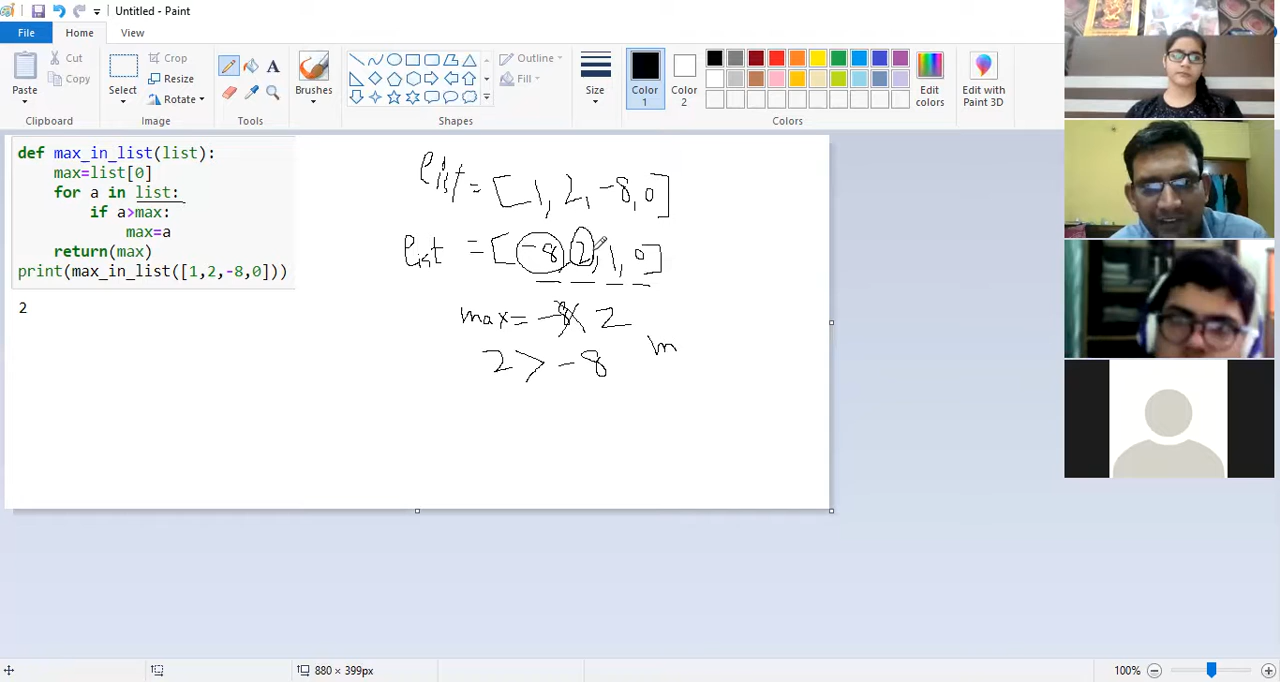 Untitled - Paint
File
Home
View
Paste
Cut
Copy
Clipboard
Select
Crop
Resize
Rotate
Image
A
Tools
Brushes
Outline
Fill
Shapes
Size
Color 1
Color 2
Edit colors
Edit with Paint 3D
Colors
def max_in_list(list):
max=list[0]
for a in list:
if a>max:
max=a
return(max)
print(max_in_list([1,2,-8,0]))
2
list = [1, 2, -8, 0]
list = [-8, 2, 1, 0]
max = -8 2
2 > -8
m
880 × 399px
100%